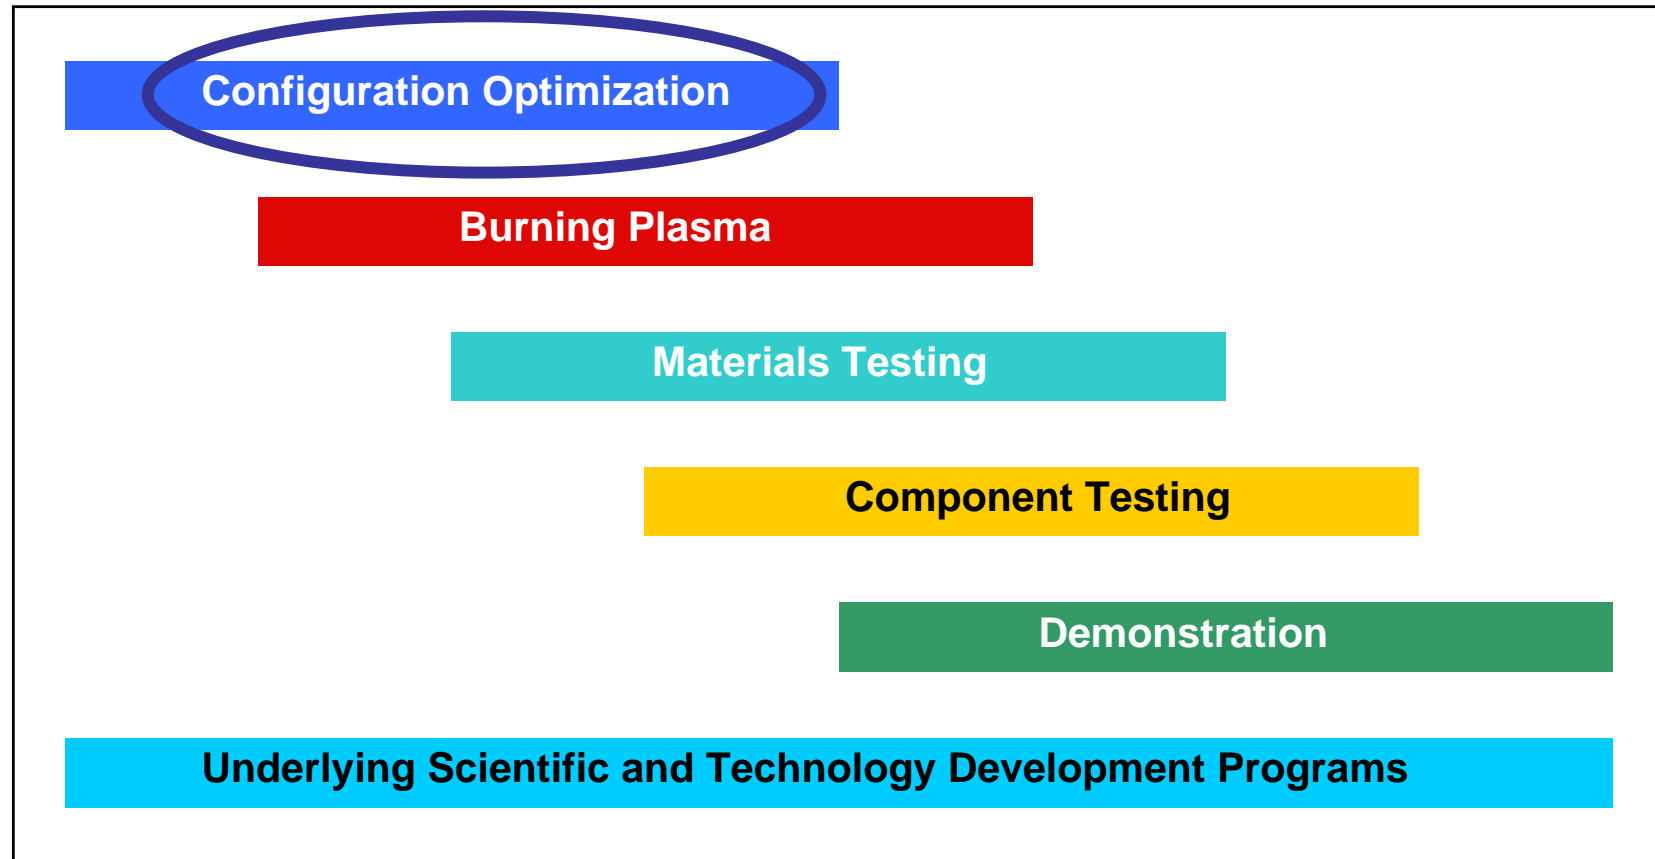 Configuration Optimization
Burning Plasma
Materials Testing
Component Testing
Demonstration
Underlying Scientific and Technology Development Programs